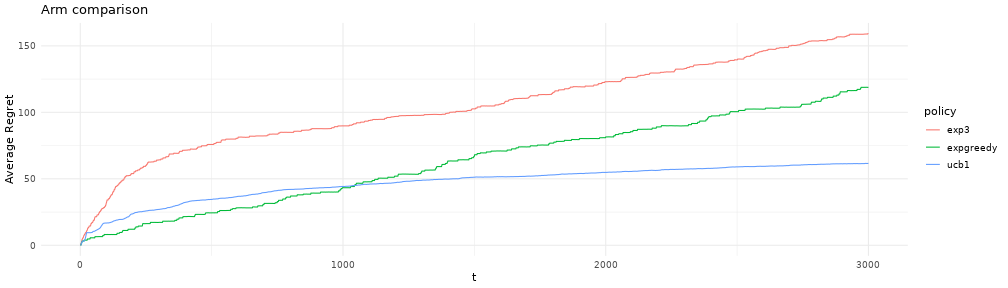 Arm comparison
150
100
50
0
Average Regret
0
1000
2000
3000
t
policy
exp3
expgreedy
ucb1